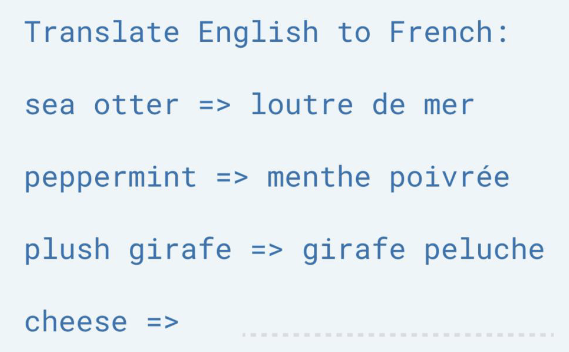 Translate English to French:
sea otter => loutre de mer
peppermint => menthe poivrée
plush girafe => girafe peluche
cheese =>